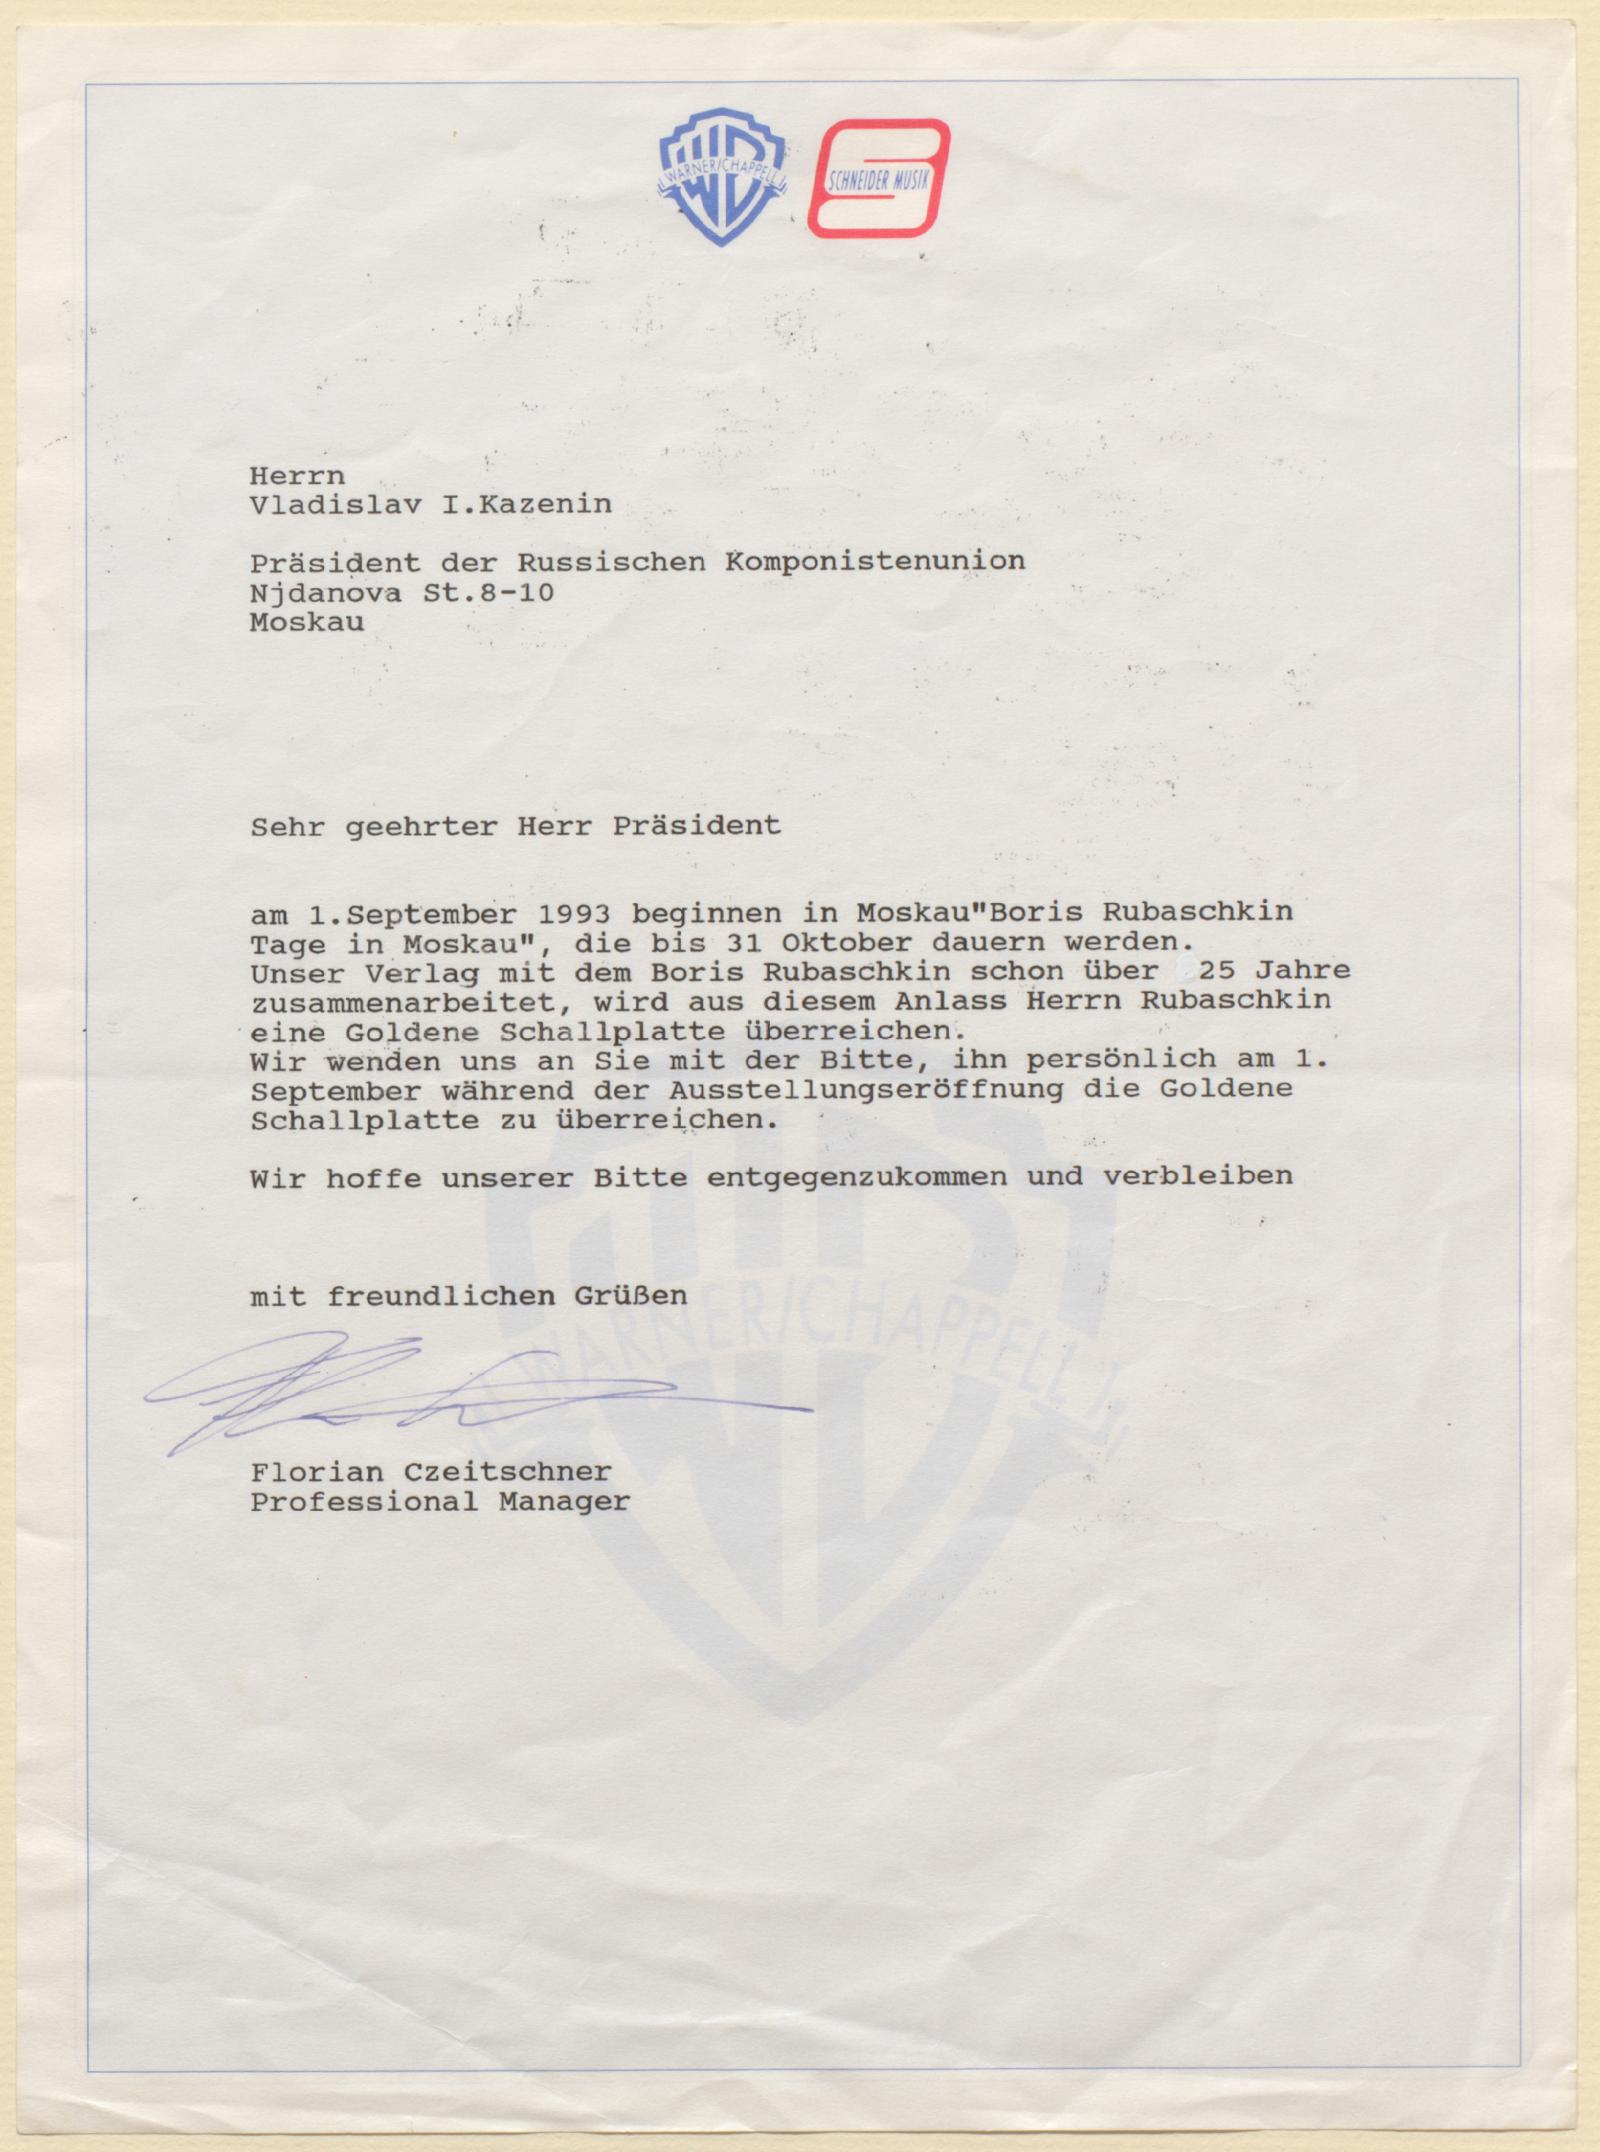 WARNER/CHAPPELL
SCHNEIDER MUSIK
Herrn
Vladislav I.Kazenin
Präsident der Russischen Komponistenunion
Njdanova St.8-10
Moskau
Sehr geehrter Herr Präsident
am 1.September 1993 beginnen in Moskau"Boris Rubaschkin
Tage in Moskau", die bis 31 Oktober dauern werden.
Unser Verlag mit dem Boris Rubaschkin schon über 25 Jahre
zusammenarbeitet, wird aus diesem Anlass Herrn Rubaschkin
eine Goldene Schallplatte überreichen.
Wir wenden uns an Sie mit der Bitte, ihn persönlich am 1.
September während der Ausstellungseröffnung die Goldene
Schallplatte zu überreichen.
Wir hoffe unserer Bitte entgegenzukommen und verbleiben
mit freundlichen Grüßen
WARNER/CHAPPELL
Florian Czeitschner
Professional Manager